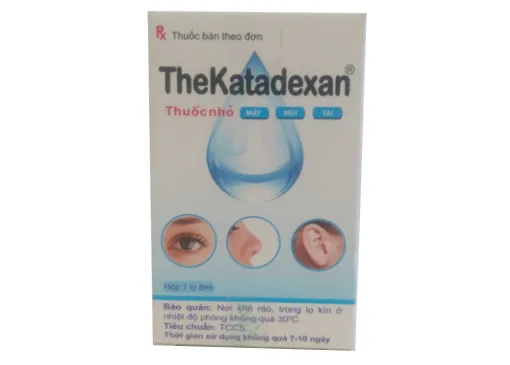 Rx Thuốc bán theo đơn
TheKatadexan®
Thuốc nhỏ MẮT MŨI TAI
Hộp 1 lọ 8ml
Bảo quản: Nơi khô ráo, trong lọ kín ở
nhiệt độ phòng không quá 30ºC
Tiêu chuẩn: TCCS
Thời gian sử dụng không quá 7-10 ngày